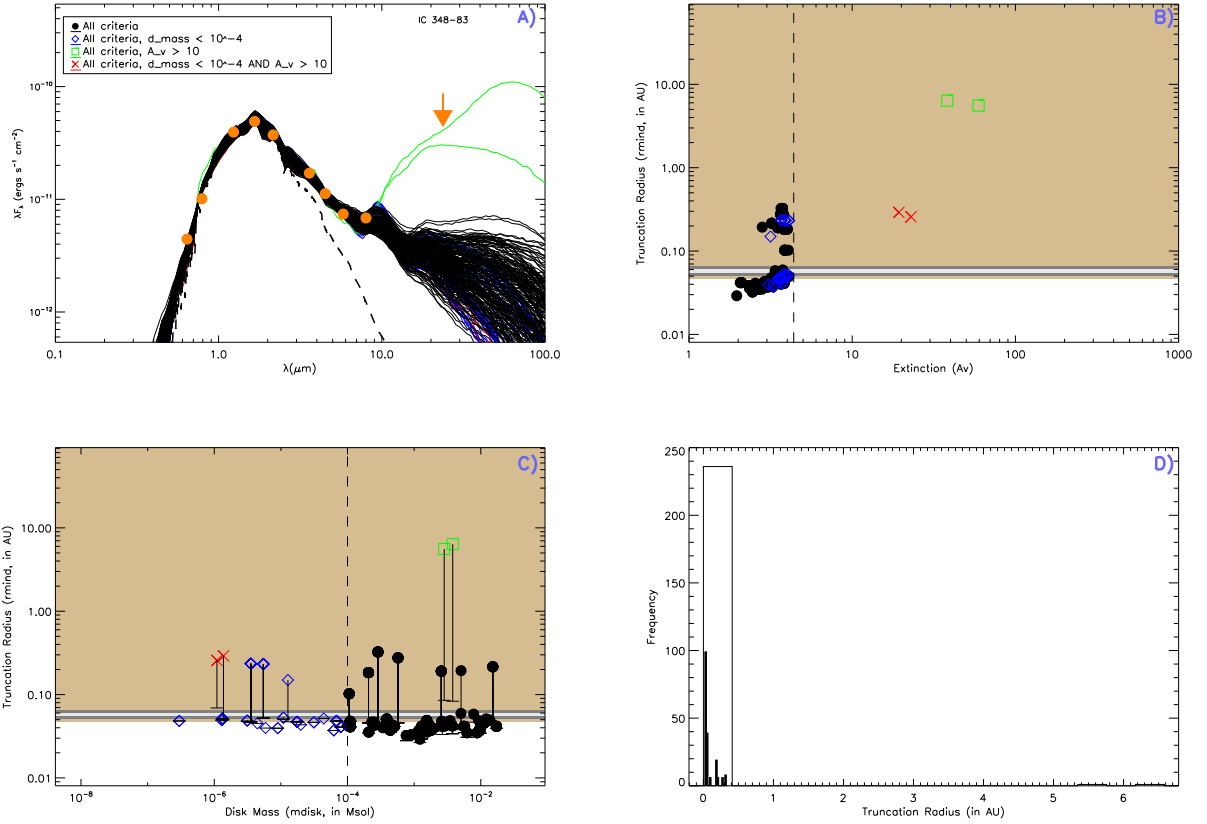 A)
IC 348-83
All criteria
All criteria, d_mass < 10^-4
All criteria, A_v > 10
All criteria, d_mass < 10^-4 AND A_v > 10
λFλ (ergs s⁻¹ cm⁻²)
10⁻¹⁰
10⁻¹¹
10⁻¹²
0.1 1.0 10.0 100.0
λ(μm)
B)
Truncation Radius (rmind, in AU)
10.00
1.00
0.10
0.01
1 10 100 1000
Extinction (Av)
C)
Truncation Radius (rmind, in AU)
10.00
1.00
0.10
0.01
10⁻⁸ 10⁻⁶ 10⁻⁴ 10⁻²
Disk Mass (mdisk, in Msol)
D)
Frequency
250
200
150
100
50
0
0 1 2 3 4 5 6
Truncation Radius (in AU)